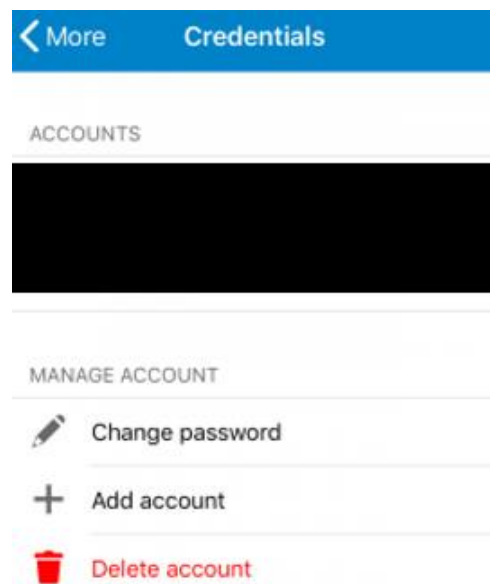 More
Credentials
ACCOUNTS
MANAGE ACCOUNT
Change password
Add account
Delete account